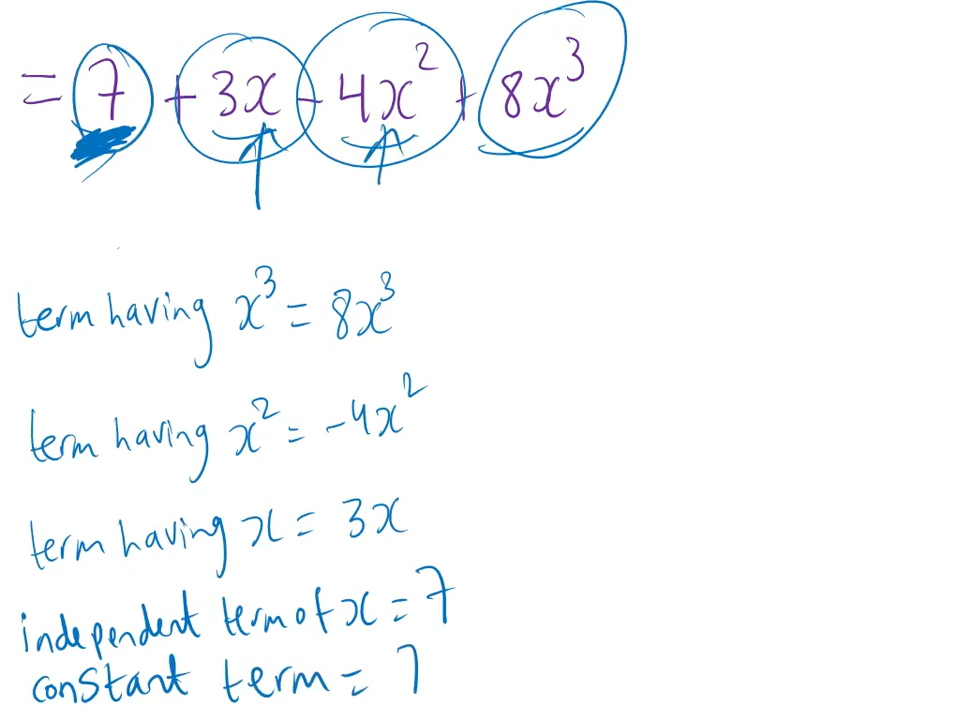 = 7 + 3x - 4x² + 8x³
term having x³ = 8x³
term having x² = -4x²
term having x = 3x
independent term of x = 7
constant term = 7